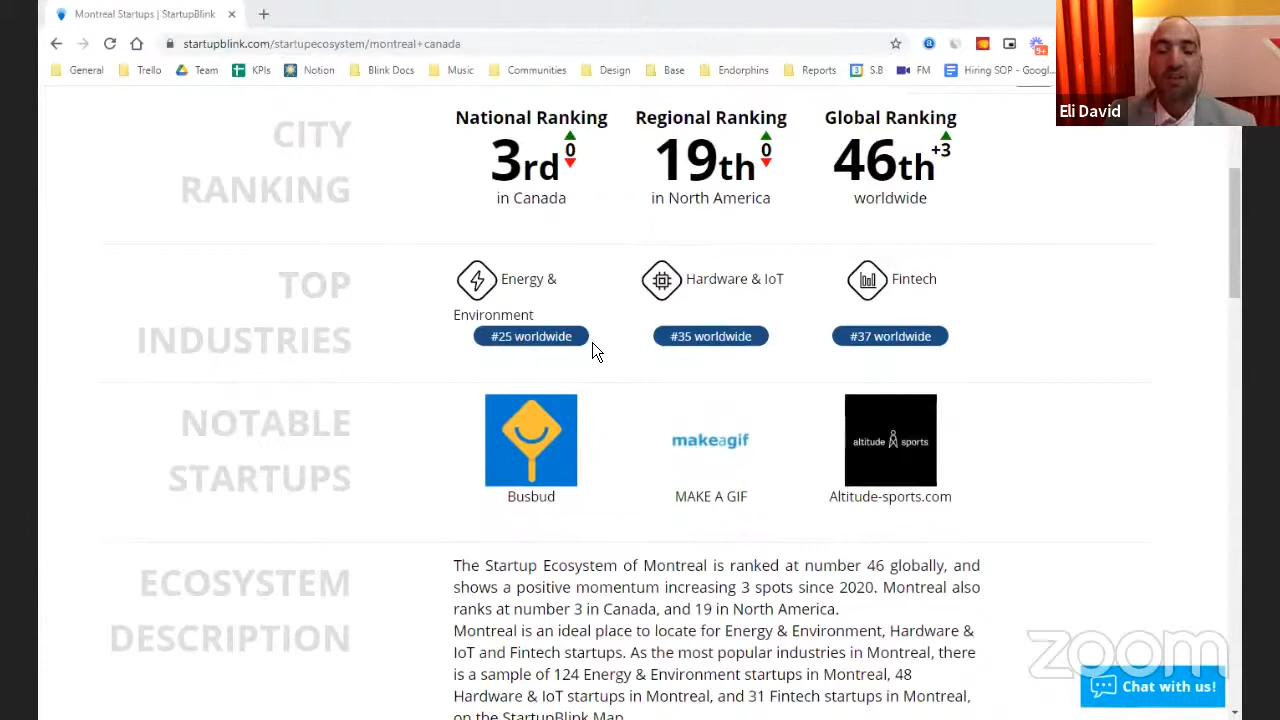 Montreal Startups | StartupBlink
startupblink.com/startupecosystem/montreal+canada
9+
General Trello Team KPIs Notion Blink Docs Music Communities Design Base Endorphins Reports S.B FM Hiring SOP - Googl...
Eli David
CITY
RANKING
National Ranking
3rd
0
in Canada
Regional Ranking
19th
0
in North America
Global Ranking
46th
+3
worldwide
TOP
INDUSTRIES
Energy &
Environment
#25 worldwide
Hardware & IoT
#35 worldwide
Fintech
#37 worldwide
NOTABLE
STARTUPS
Busbud
makeagif
MAKE A GIF
altitude sports
Altitude-sports.com
ECOSYSTEM
DESCRIPTION
The Startup Ecosystem of Montreal is ranked at number 46 globally, and
shows a positive momentum increasing 3 spots since 2020. Montreal also
ranks at number 3 in Canada, and 19 in North America.
Montreal is an ideal place to locate for Energy & Environment, Hardware &
IoT and Fintech startups. As the most popular industries in Montreal, there
is a sample of 124 Energy & Environment startups in Montreal, 48
Hardware & IoT startups in Montreal, and 31 Fintech startups in Montreal,
on the StartupBlink Map.
zoom
Chat with us!